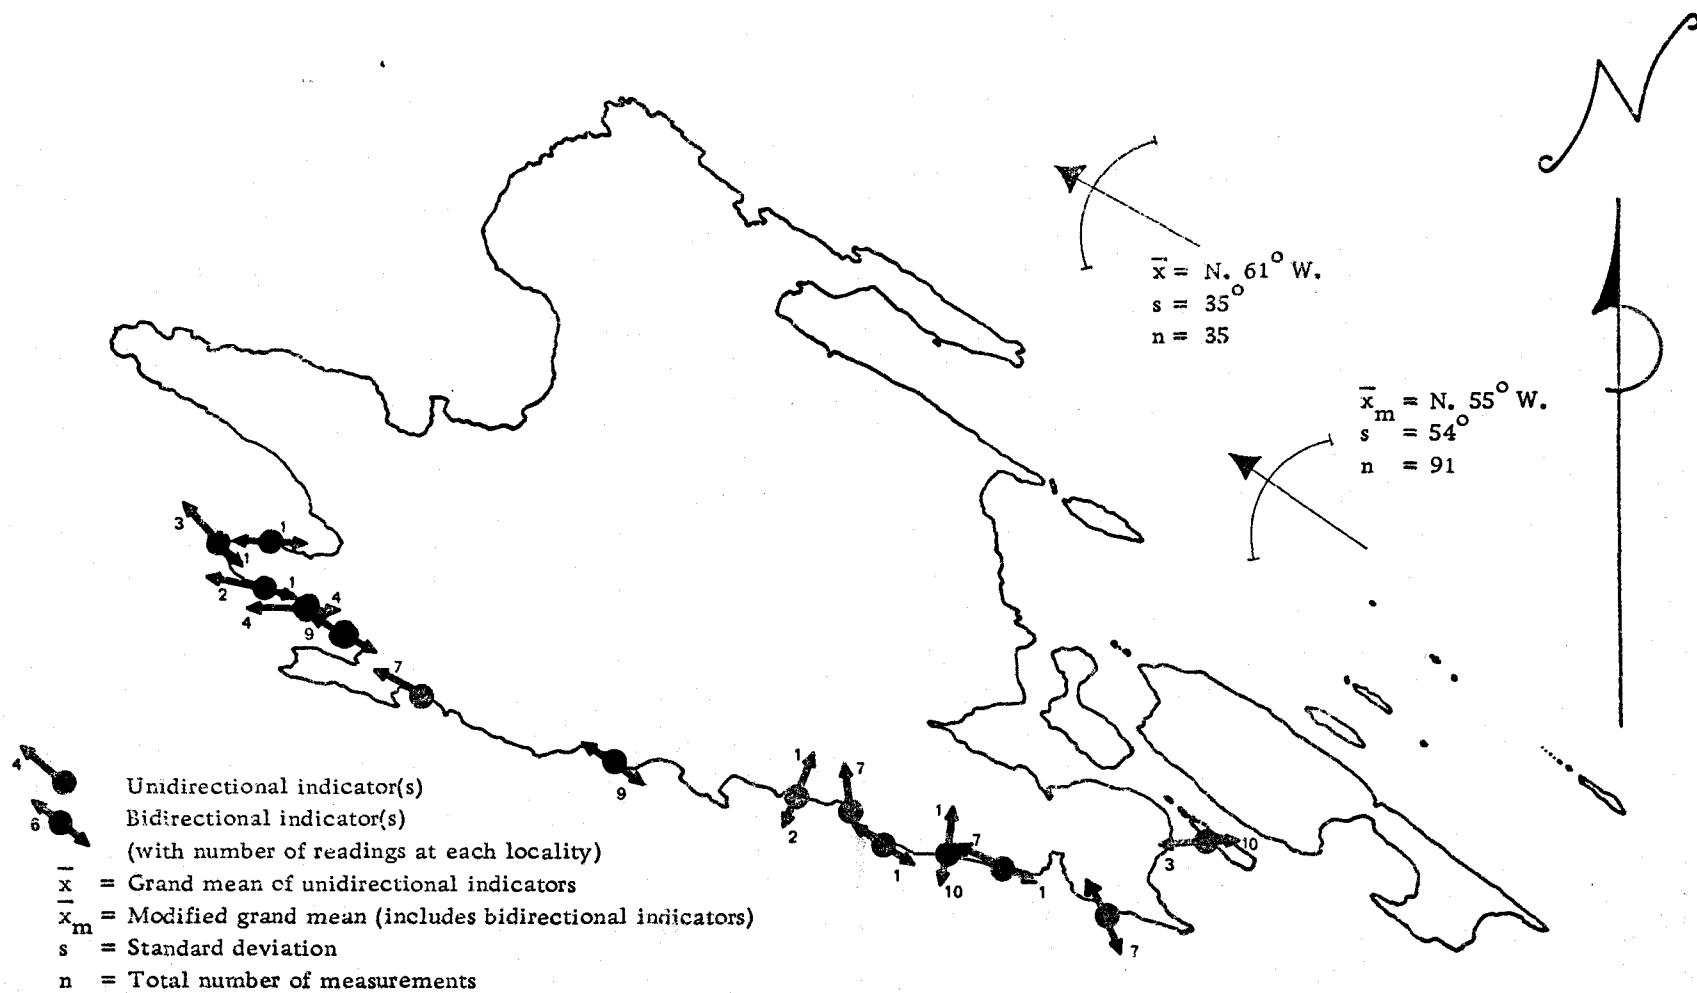 N
x̄ = N. 61° W.
s = 35°
n = 35
x̄m = N. 55° W.
s = 54°
n = 91
3
1
1
2
1
4
4
9
7
9
1
2
7
1
1
10
7
1
3
10
7
4
Unidirectional indicator(s)
6
Bidirectional indicator(s)
(with number of readings at each locality)
x̄ = Grand mean of unidirectional indicators
x̄m = Modified grand mean (includes bidirectional indicators)
s = Standard deviation
n = Total number of measurements